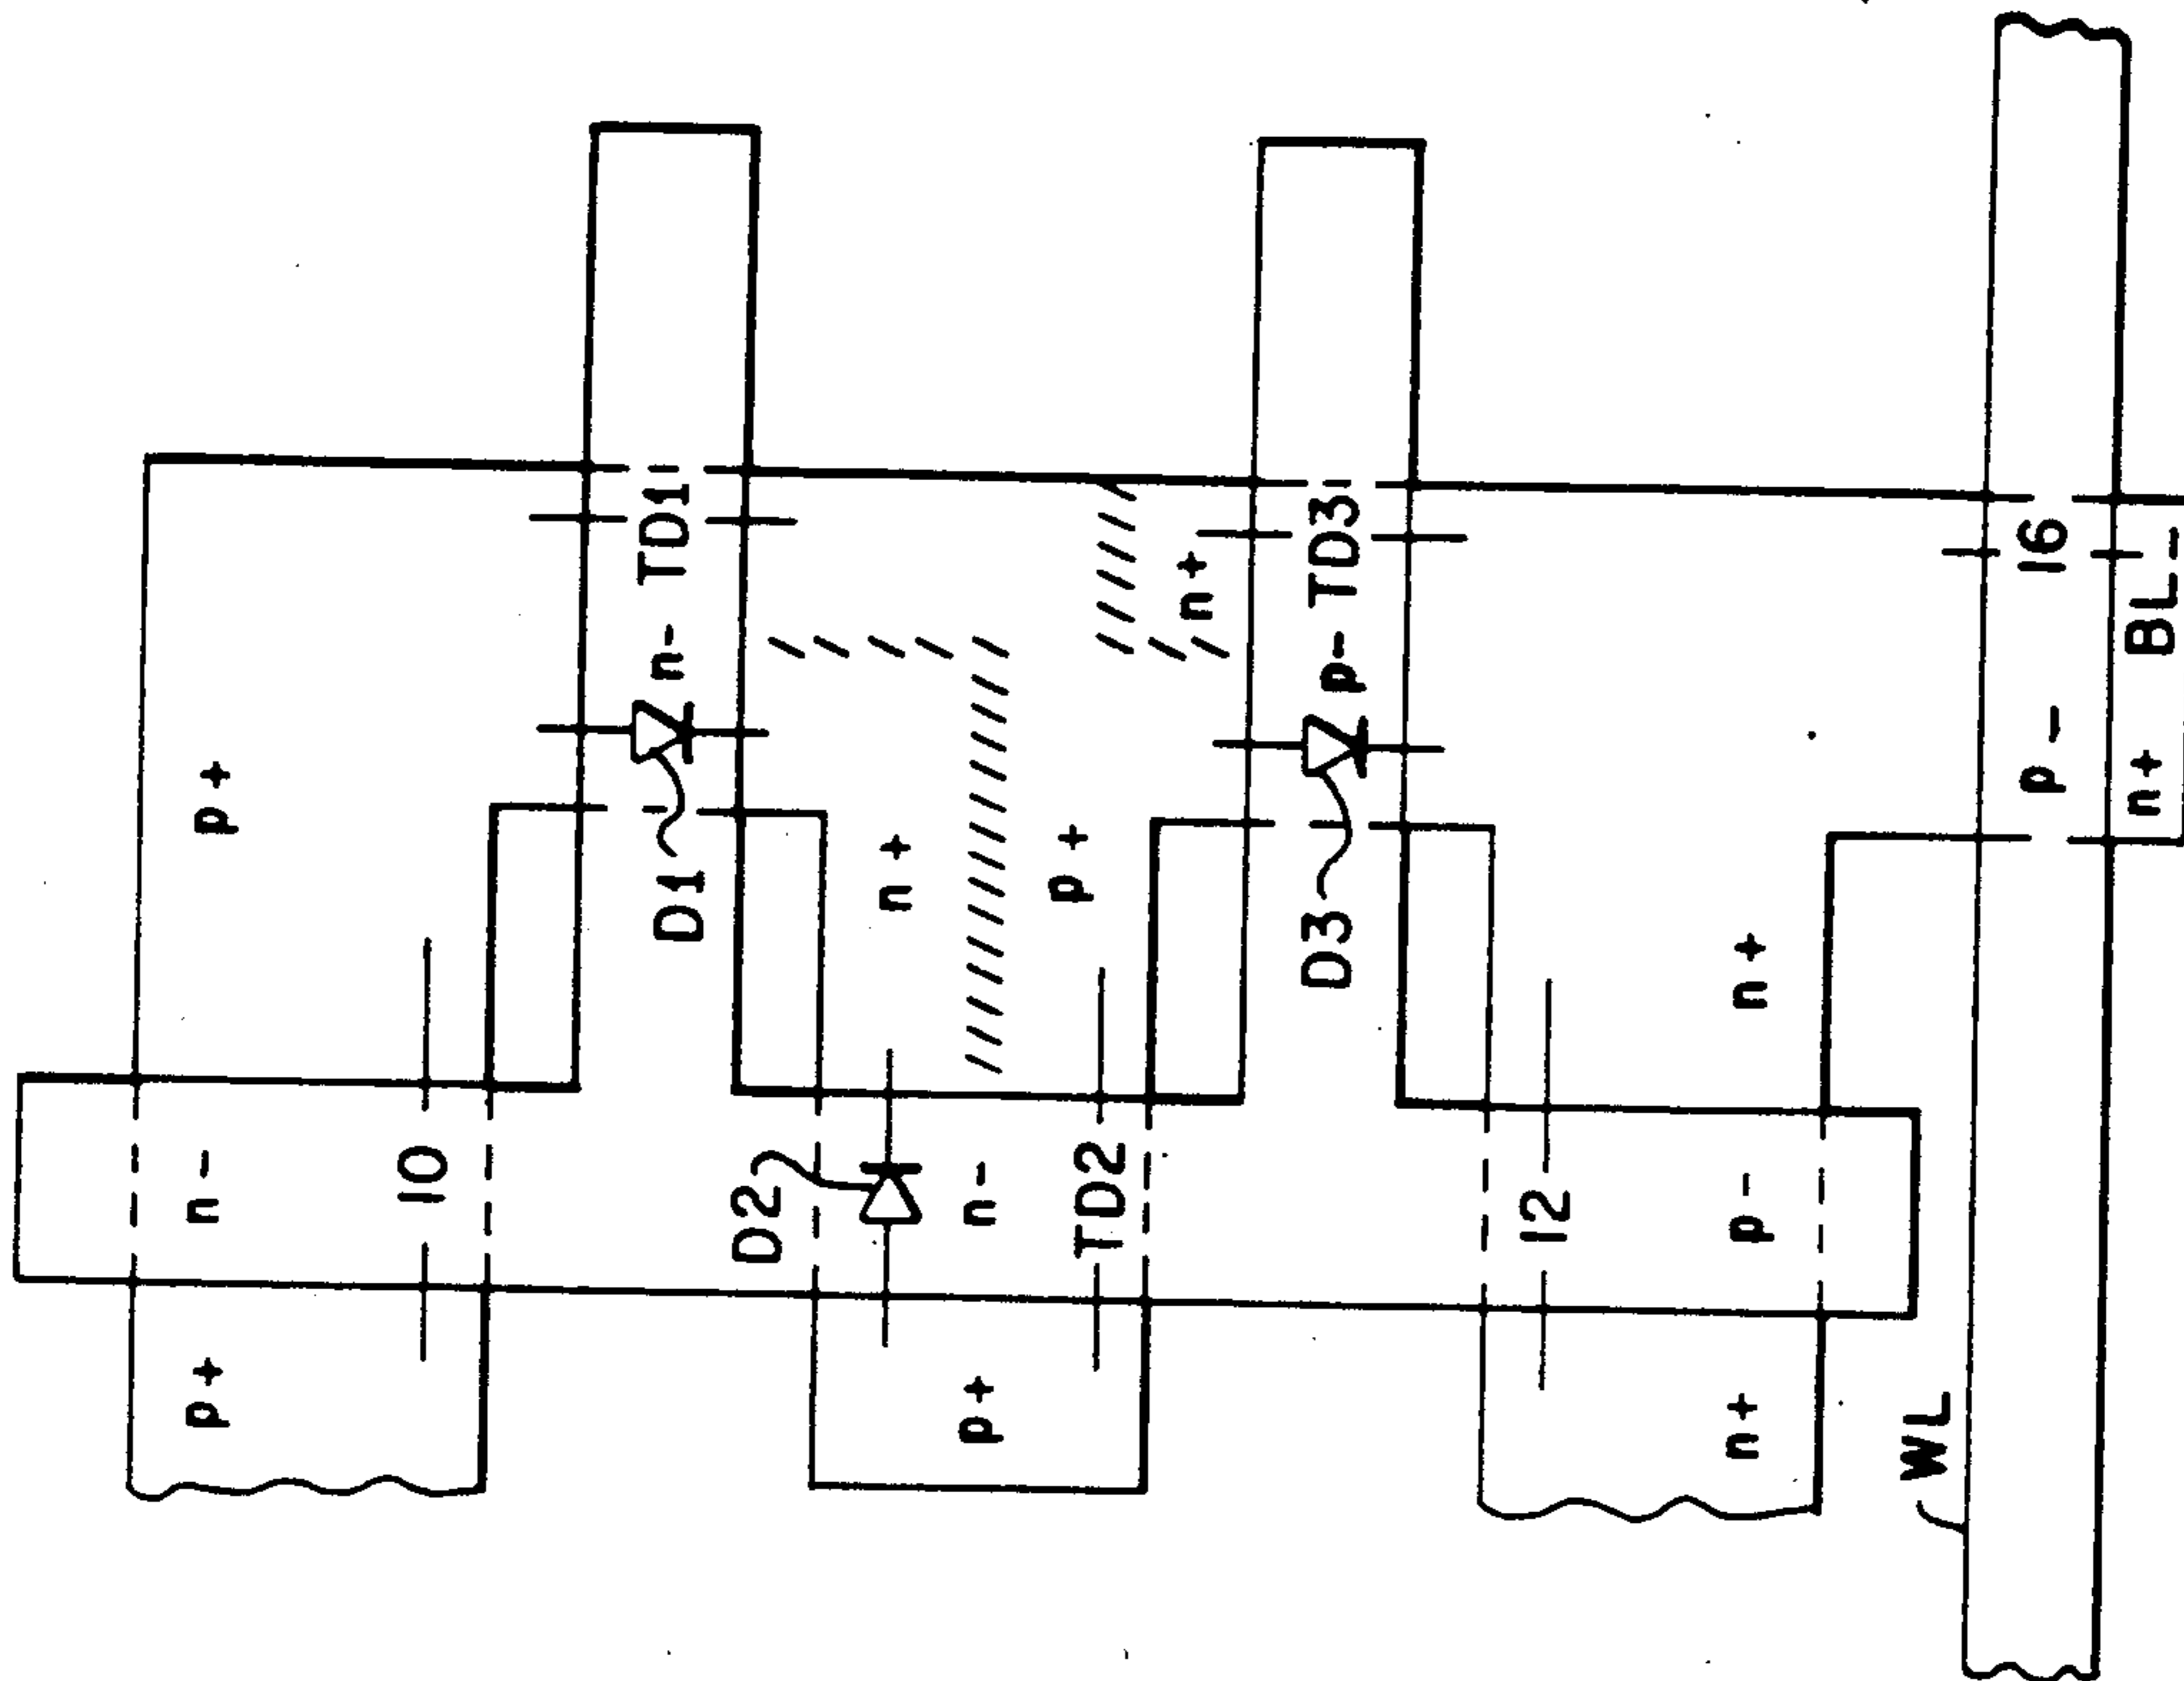 p+ n- p+
10
D1 n- TD1
D2
n+
p+ n-
p+
TD2
n+
D3 p- TD3
12
n+ p- n+
WL
p- 16
n+ BL-